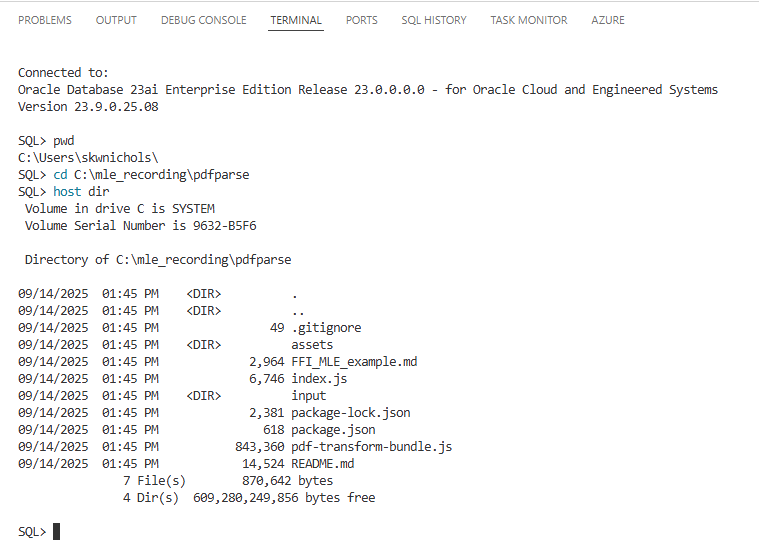 PROBLEMS OUTPUT DEBUG CONSOLE TERMINAL PORTS SQL HISTORY TASK MONITOR AZURE
Connected to:
Oracle Database 23ai Enterprise Edition Release 23.0.0.0.0 - for Oracle Cloud and Engineered Systems
Version 23.9.0.25.08
SQL> pwd
C:\Users\skwnichols\
SQL> cd C:\mle_recording\pdfparse
SQL> host dir
Volume in drive C is SYSTEM
Volume Serial Number is 9632-B5F6
Directory of C:\mle_recording\pdfparse
09/14/2025  01:45 PM    <DIR>          .
09/14/2025  01:45 PM    <DIR>          ..
09/14/2025  01:45 PM                49 .gitignore
09/14/2025  01:45 PM    <DIR>          assets
09/14/2025  01:45 PM             2,964 FFI_MLE_example.md
09/14/2025  01:45 PM             6,746 index.js
09/14/2025  01:45 PM    <DIR>          input
09/14/2025  01:45 PM             2,381 package-lock.json
09/14/2025  01:45 PM               618 package.json
09/14/2025  01:45 PM           843,360 pdf-transform-bundle.js
09/14/2025  01:45 PM            14,524 README.md
7 File(s)        870,642 bytes
4 Dir(s)  609,280,249,856 bytes free
SQL>